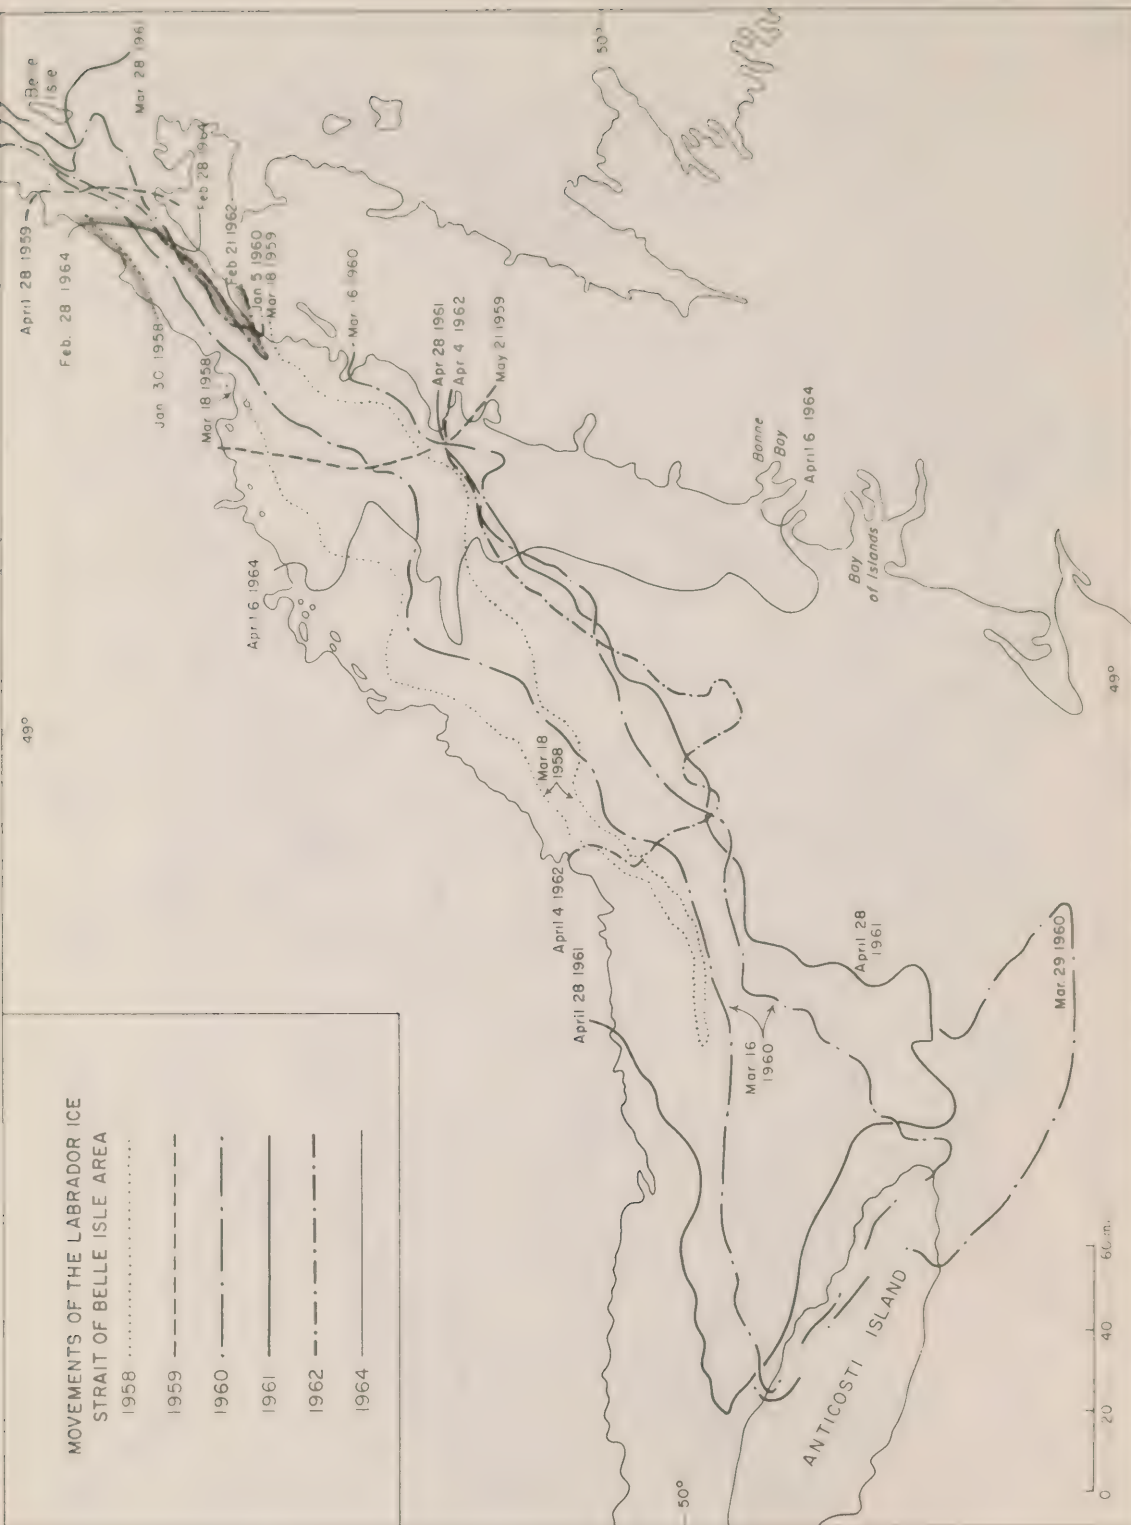 MOVEMENTS OF THE LABRADOR ICE
STRAIT OF BELLE ISLE AREA
1958
1959
1960
1961
1962
1964
49°
50°
50°
49°
April 28 1959
Feb. 28 1964
Jan 30 1958
Mar 18 1958
Apr 16 1964
Belle
Isle
Mar 28 1961
Feb 28 1964
Feb 21 1962
Jan 5 1960
Mar 18 1959
Mar 16 1960
Apr 28 1961
Apr 4 1962
May 21 1959
Bonne
Bay
April 6 1964
Bay
of Islands
Mar 18
1958
April 4 1962
April 28 1961
Mar 16
1960
April 28
1961
Mar. 29 1960
ANTICOSTI ISLAND
0 20 40 60 m.